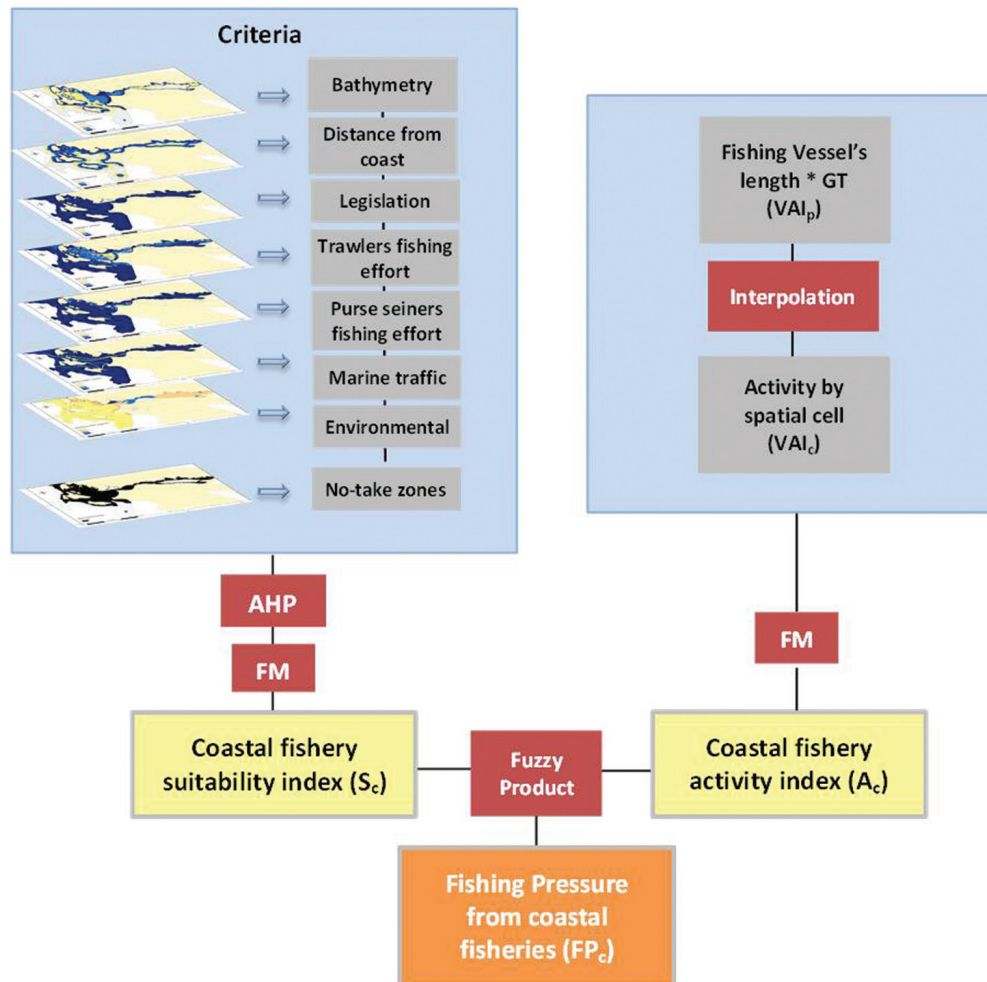 Criteria
Bathymetry
Distance from
coast
Legislation
Trawlers fishing
effort
Purse seiners
fishing effort
Marine traffic
Environmental
No-take zones
AHP
FM
Coastal fishery
suitability index (Sc)
Fishing Vessel's
length * GT
(VAIp)
Interpolation
Activity by
spatial cell
(VAIc)
FM
Coastal fishery
activity index (Ac)
Fuzzy
Product
Fishing Pressure
from coastal
fisheries (FPc)